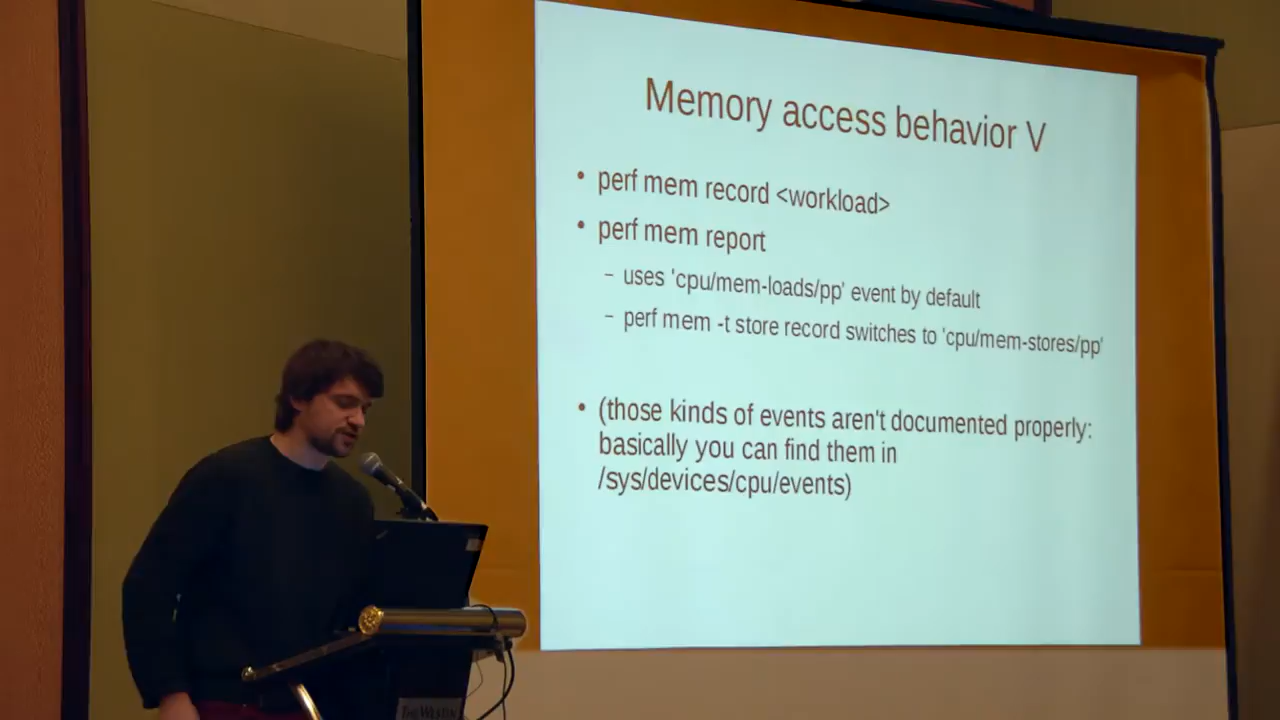 Memory access behavior V
• perf mem record <workload>
• perf mem report
– uses 'cpu/mem-loads/pp' event by default
– perf mem -t store record switches to 'cpu/mem-stores/pp'
• (those kinds of events aren't documented properly:
basically you can find them in
/sys/devices/cpu/events)
THE WESTIN